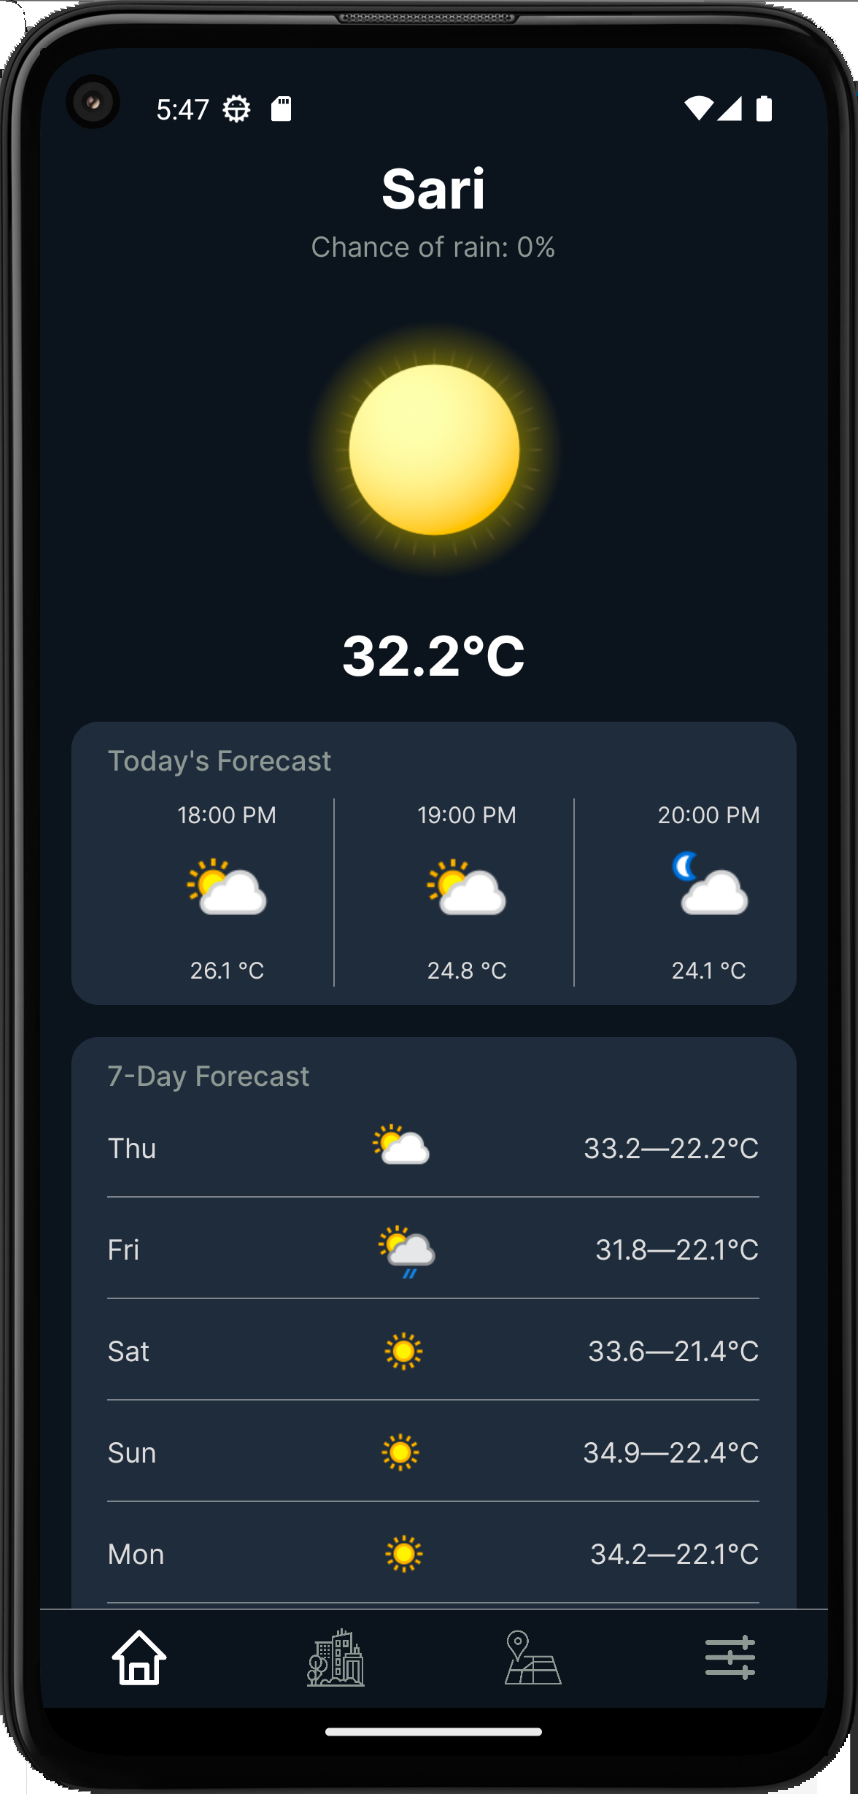 5:47
Sari
Chance of rain: 0%
32.2°C
Today's Forecast
18:00 PM 19:00 PM 20:00 PM
26.1 °C 24.8 °C 24.1 °C
7-Day Forecast
Thu 33.2—22.2°C
Fri 31.8—22.1°C
Sat 33.6—21.4°C
Sun 34.9—22.4°C
Mon 34.2—22.1°C